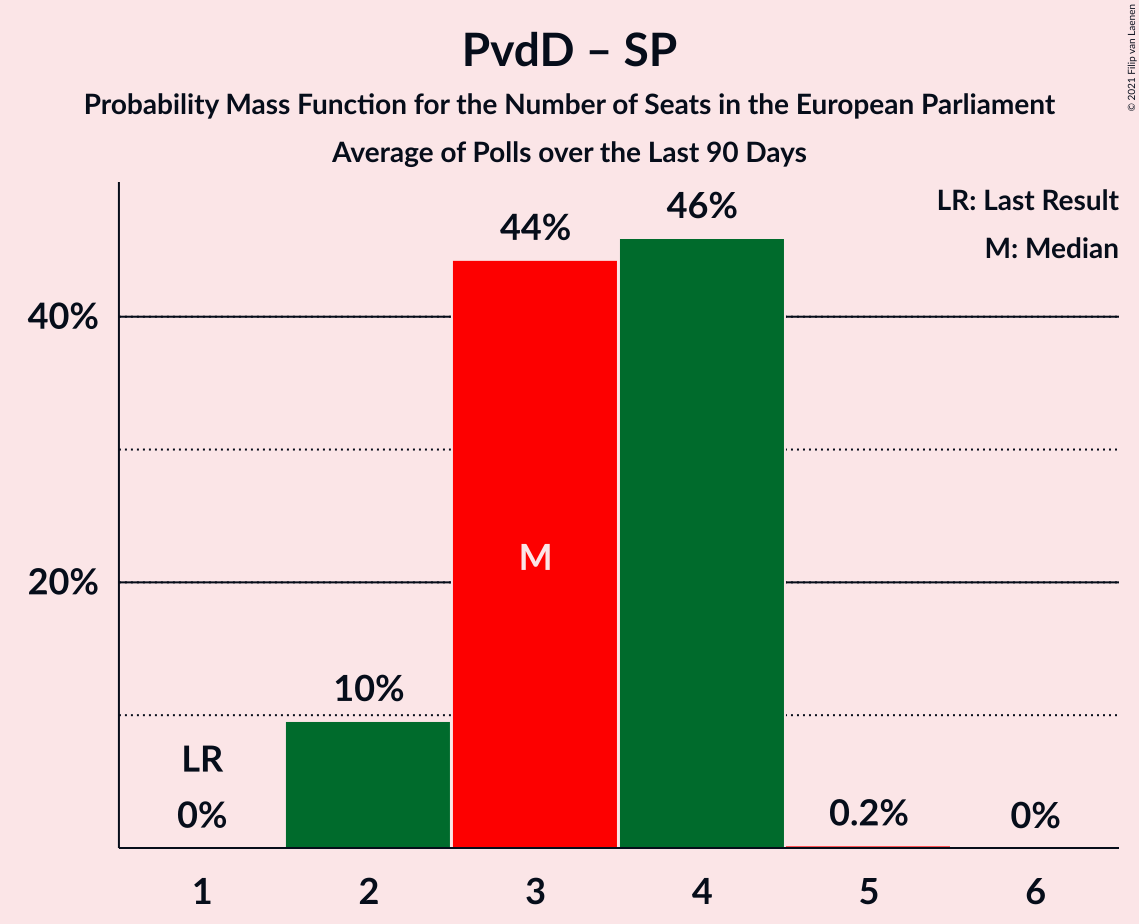 PvdD – SP
Probability Mass Function for the Number of Seats in the European Parliament
Average of Polls over the Last 90 Days
© 2021 Filip van Laenen
LR: Last Result
M: Median
46%
44%
40%
M
20%
10%
LR
0%
0.2%
0%
1 2 3 4 5 6